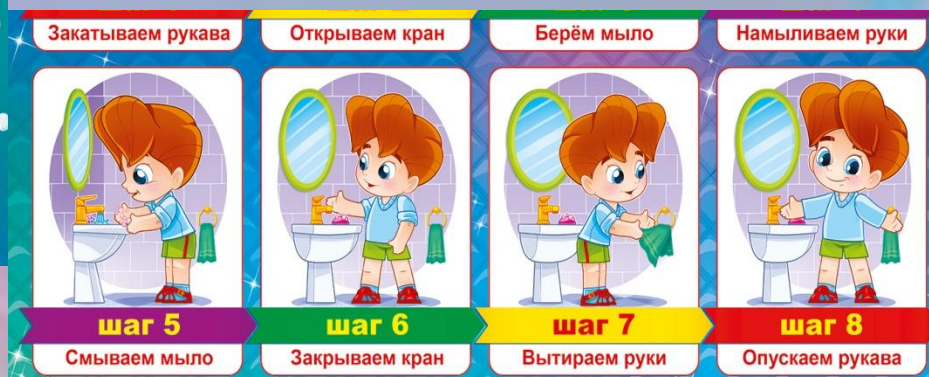 Закатываем рукава
Открываем кран
Берём мыло
Намыливаем руки
шаг 5
шаг 6
шаг 7
шаг 8
Смываем мыло
Закрываем кран
Вытираем руки
Опускаем рукава